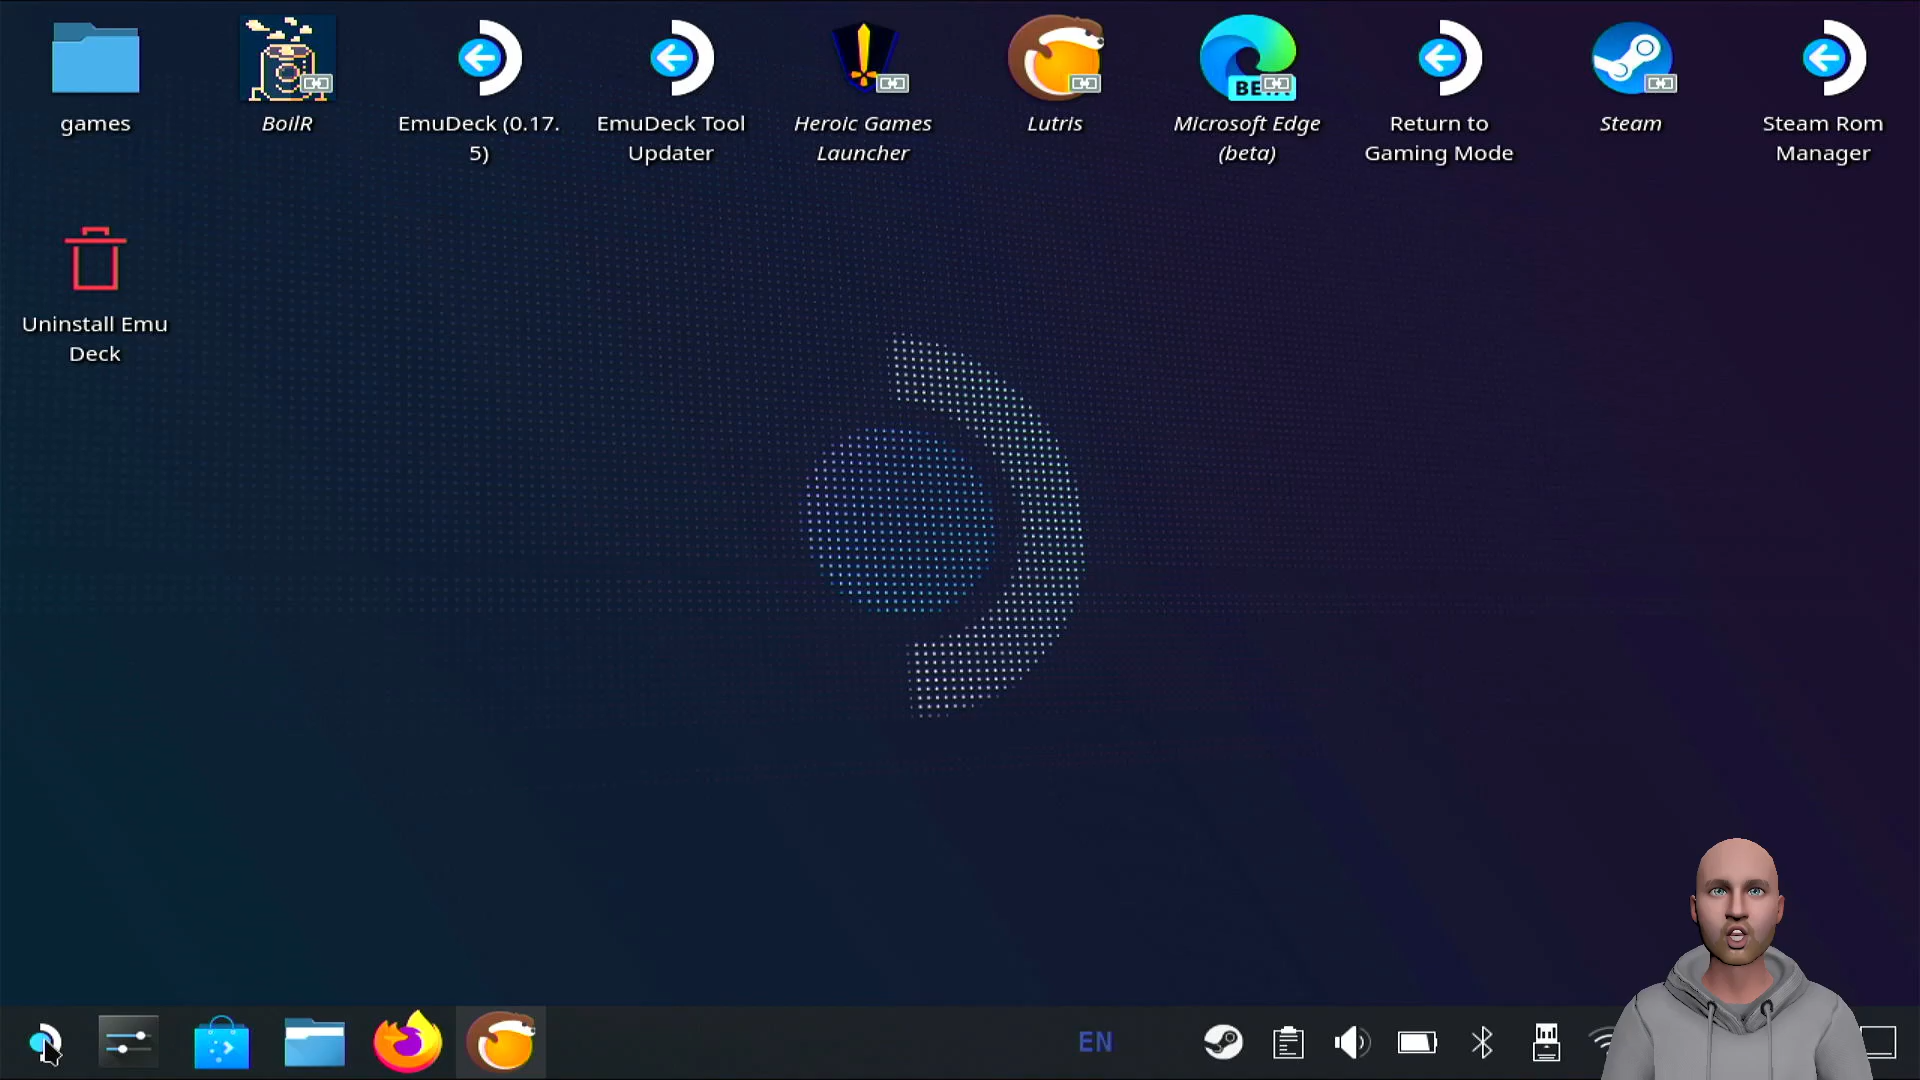 games
BoilR
EmuDeck (0.17.
5)
EmuDeck Tool
Updater
Heroic Games
Launcher
Lutris
Microsoft Edge
(beta)
Return to
Gaming Mode
Steam
Steam Rom
Manager
Uninstall Emu
Deck
EN